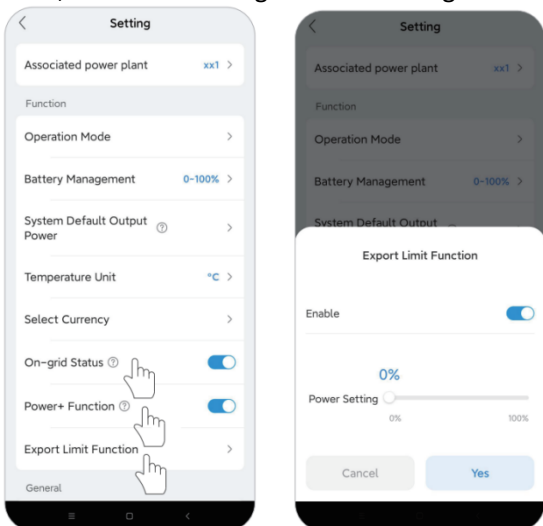 Setting
Associated power plant xx1 >
Function
Operation Mode >
Battery Management 0-100% >
System Default Output
Power ? >
Temperature Unit °C >
Select Currency >
On-grid Status ?
Power+ Function ?
Export Limit Function >
General
Setting
Associated power plant xx1 >
Function
Operation Mode >
Battery Management 0-100% >
System Default Output
Export Limit Function
Enable
0%
Power Setting
0% 100%
Cancel Yes